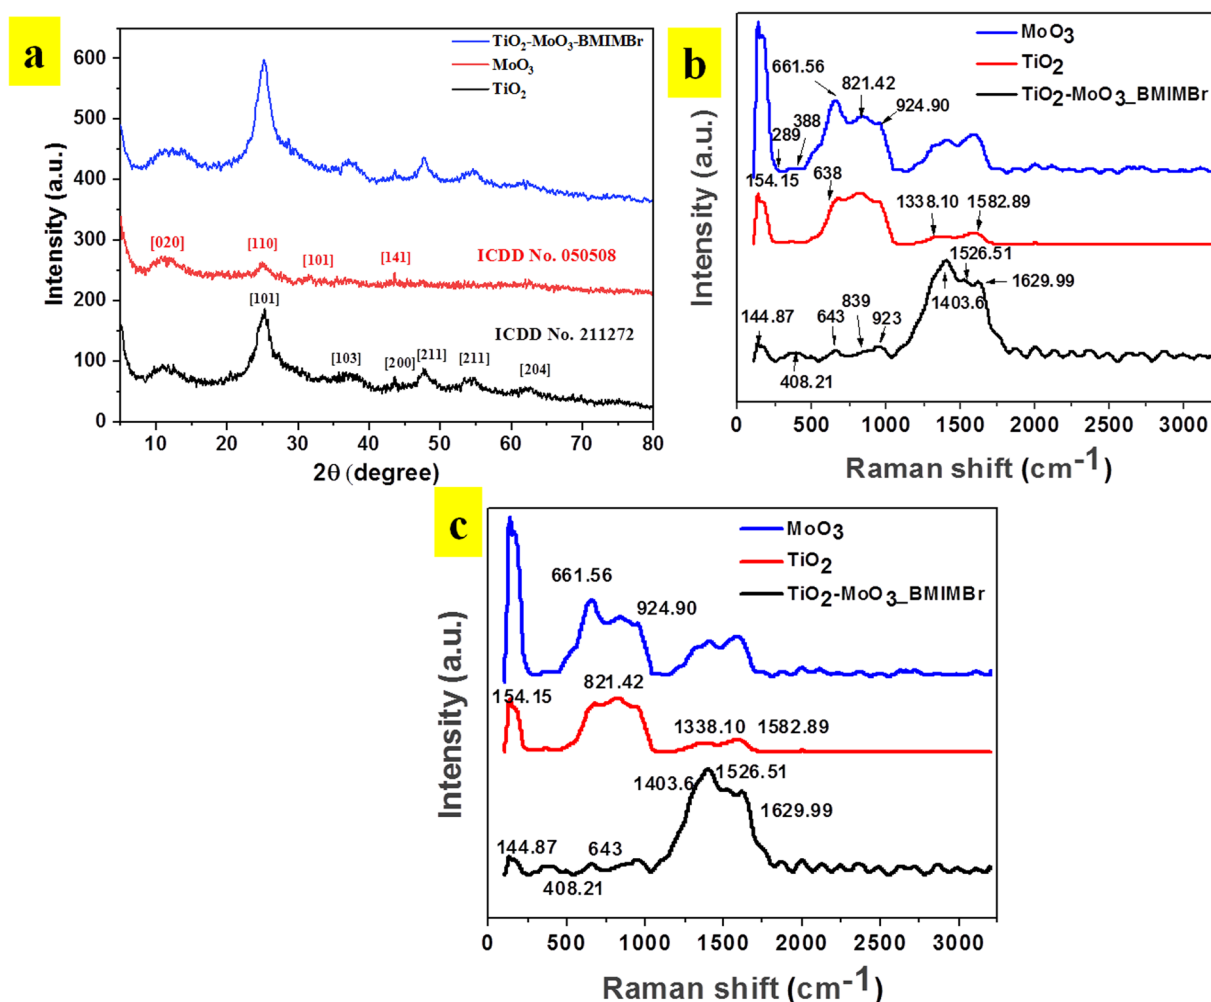 a
TiO2-MoO3-BMIMBr
MoO3
TiO2
600
500
400
300
200
100
0
[020]
[110]
[101]
[141]
ICDD No. 050508
[101]
[103]
[200]
[211]
[211]
[204]
ICDD No. 211272
10 20 30 40 50 60 70 80
2θ (degree)
Intensity (a.u.)
b
MoO3
TiO2
TiO2-MoO3_BMIMBr
661.56
821.42
924.90
289
388
154.15
638
1338.10
1582.89
1526.51
1629.99
1403.6
144.87
643
839
923
408.21
0 500 1000 1500 2000 2500 3000
Raman shift (cm-1)
Intensity (a.u.)
c
MoO3
TiO2
TiO2-MoO3_BMIMBr
661.56
924.90
154.15
821.42
1338.10
1582.89
1403.6
1526.51
1629.99
144.87
643
408.21
0 500 1000 1500 2000 2500 3000
Raman shift (cm-1)
Intensity (a.u.)